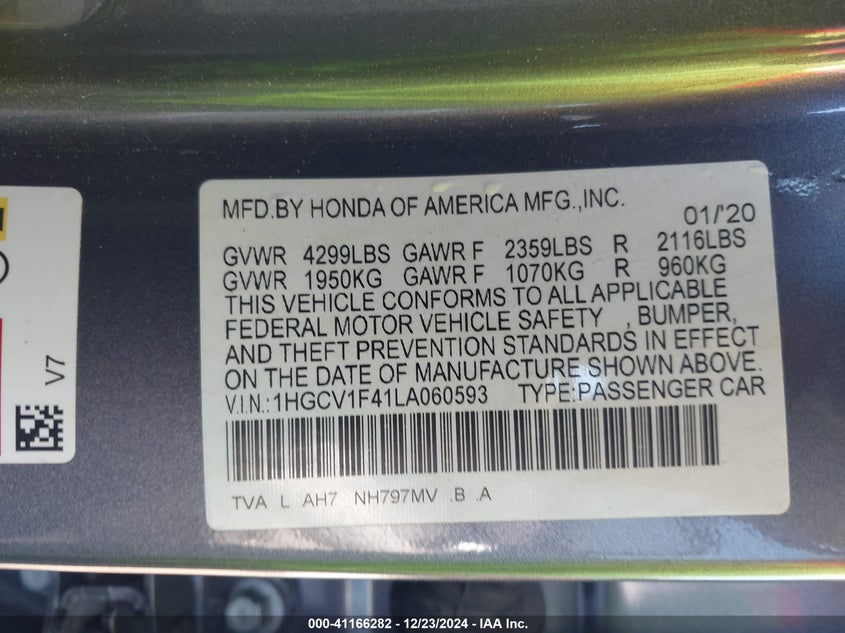 MFD.BY HONDA OF AMERICA MFG.,INC. 01/'20
GVWR 4299LBS GAWR F 2359LBS R 2116LBS
GVWR 1950KG GAWR F 1070KG R 960KG
THIS VEHICLE CONFORMS TO ALL APPLICABLE
FEDERAL MOTOR VEHICLE SAFETY , BUMPER,
AND THEFT PREVENTION STANDARDS IN EFFECT
ON THE DATE OF MANUFACTURE SHOWN ABOVE.
V.I.N.:1HGCV1F41LA060593 TYPE:PASSENGER CAR
TVA L AH7 NH797MV .B .A
V7
000-41166282 - 12/23/2024 - IAA Inc.